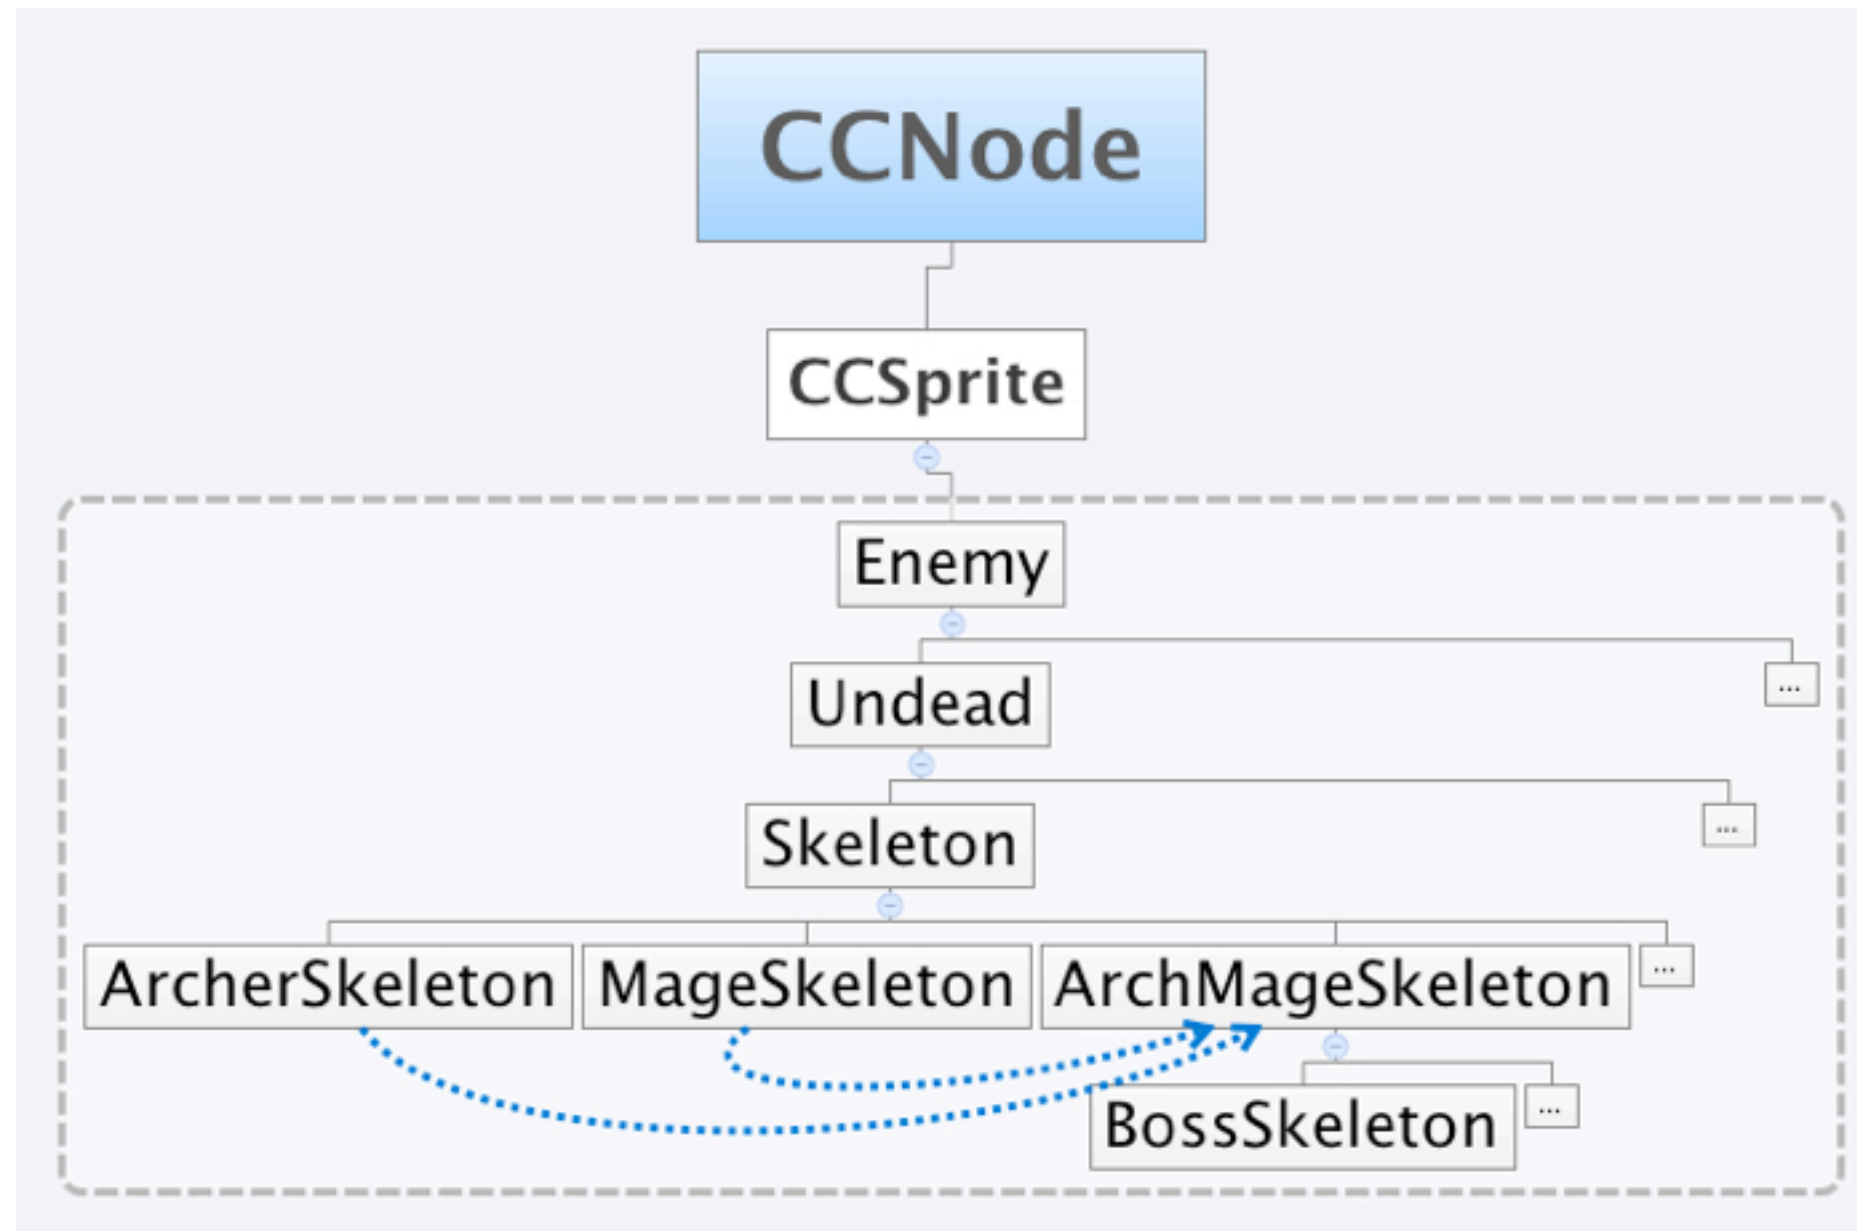 CCNode
CCSprite
Enemy
Undead
...
Skeleton
...
ArcherSkeleton
MageSkeleton
ArchMageSkeleton
...
BossSkeleton
...